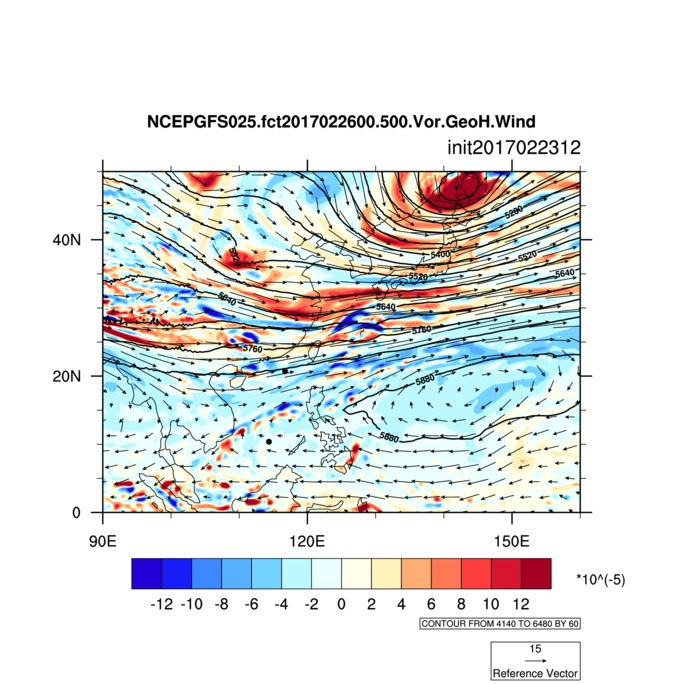 NCEPGFS025.fct2017022600.500.Vor.GeoH.Wind
init2017022312
5280
40N
5400
5520
5520
5640
5640
5640
5760
5760
20N
5880
5880
0
90E 120E 150E
-12 -10 -8 -6 -4 -2 0 2 4 6 8 10 12
*10^(-5)
CONTOUR FROM 4140 TO 6480 BY 60
15
Reference Vector